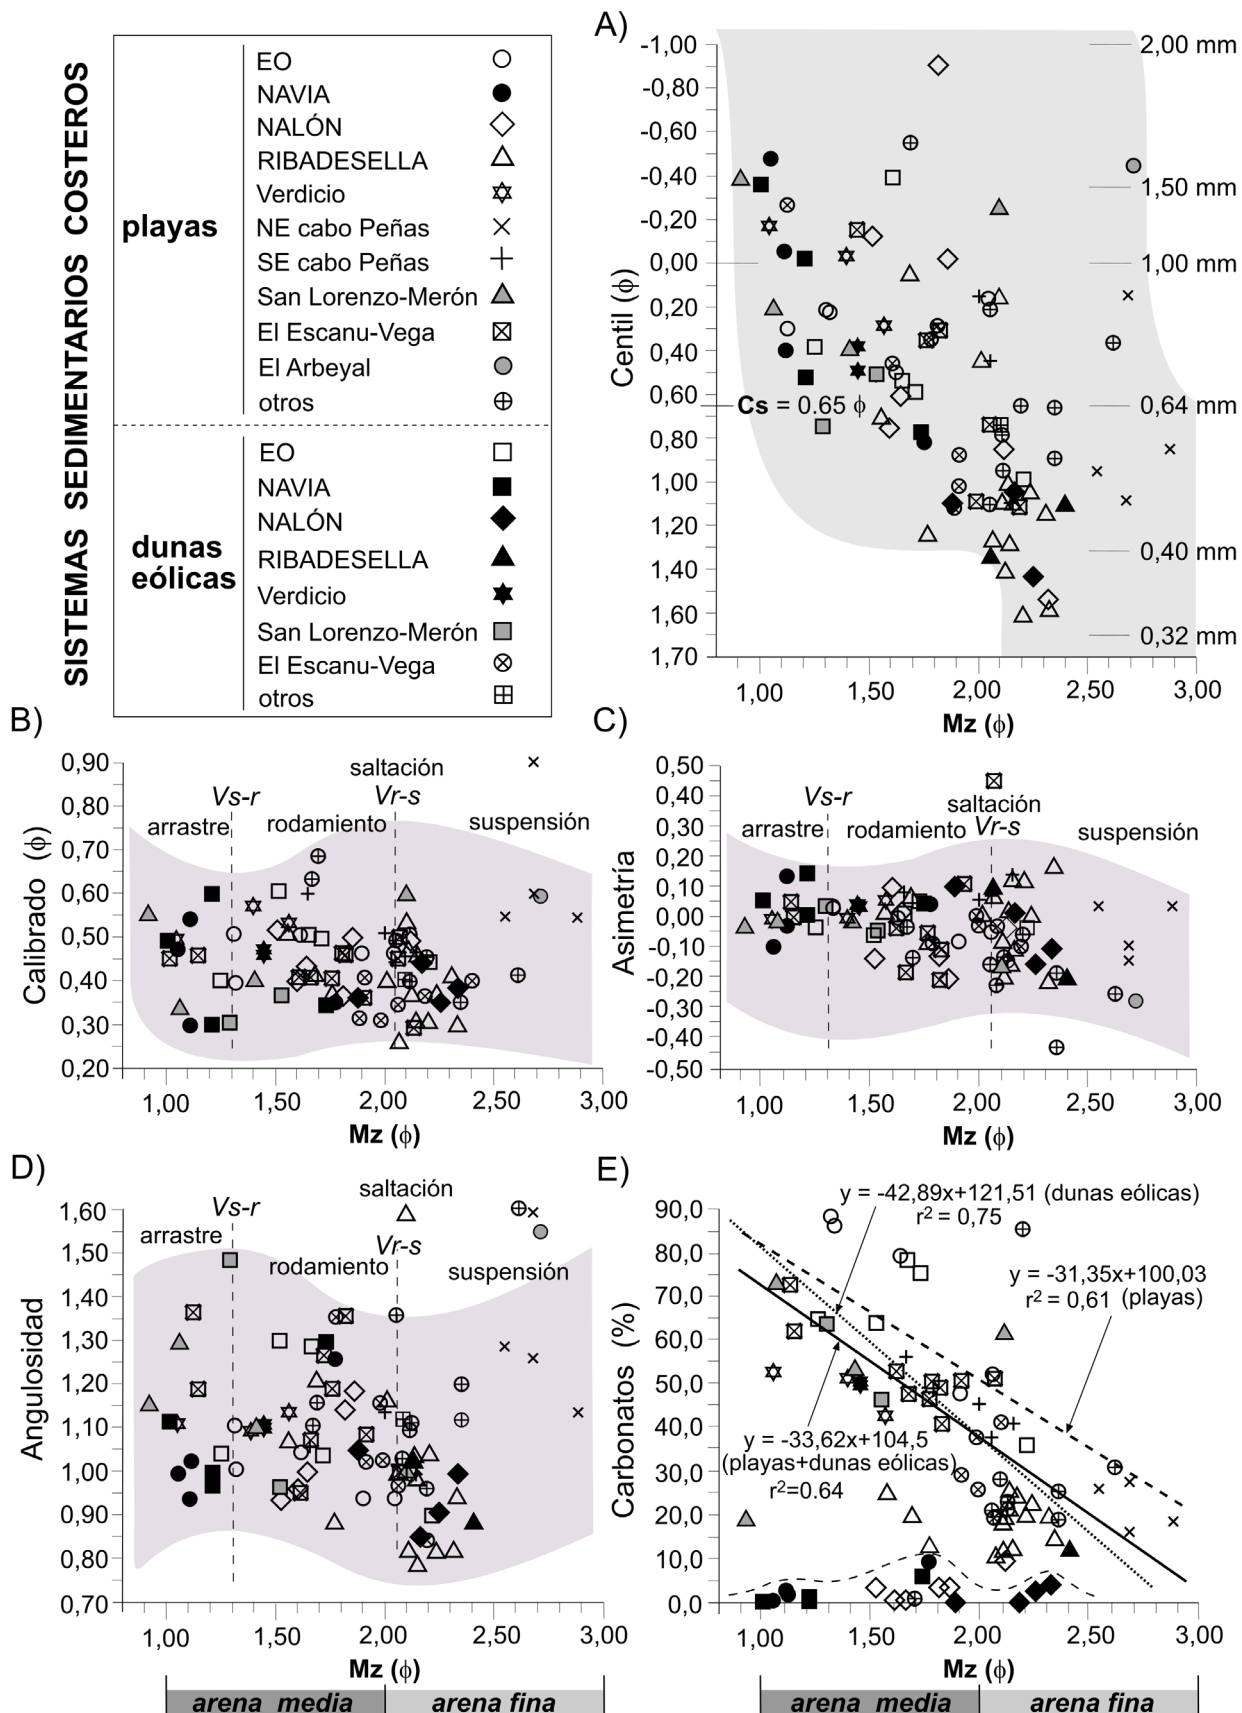 SISTEMAS SEDIMENTARIOS COSTEROS
playas
EO
NAVIA
NALÓN
RIBADESELLA
Verdicio
NE cabo Peñas
SE cabo Peñas
San Lorenzo-Merón
El Escanu-Vega
El Arbeyal
otros
dunas
eólicas
EO
NAVIA
NALÓN
RIBADESELLA
Verdicio
San Lorenzo-Merón
El Escanu-Vega
otros
A)
Centil (ϕ)
-1,00
-0,80
-0,60
-0,40
-0,20
0,00
0,20
0,40
0,60
0,80
1,00
1,20
1,40
1,60
1,70
2,00 mm
1,50 mm
1,00 mm
0,64 mm
0,40 mm
0,32 mm
Cs = 0.65 ϕ
1,00 1,50 2,00 2,50 3,00
Mz (ϕ)
B)
Calibrado (ϕ)
0,90
0,80
0,70
0,60
0,50
0,40
0,30
0,20
saltación
Vs-r Vr-s
arrastre rodamiento suspensión
1,00 1,50 2,00 2,50 3,00
Mz (ϕ)
C)
Asimetría
0,50
0,40
0,30
0,20
0,10
0,00
-0,10
-0,20
-0,30
-0,40
-0,50
Vs-r saltación
Vr-s
arrastre rodamiento suspensión
1,00 1,50 2,00 2,50 3,00
Mz (ϕ)
D)
Angulosidad
1,60
1,50
1,40
1,30
1,20
1,10
1,00
0,90
0,80
0,70
saltación
Vs-r
arrastre Vr-s
rodamiento suspensión
1,00 1,50 2,00 2,50 3,00
Mz (ϕ)
arena media arena fina
E)
Carbonatos (%)
90,0
80,0
70,0
60,0
50,0
40,0
30,0
20,0
10,0
0,0
y = -42,89x+121,51 (dunas eólicas)
r² = 0,75
y = -31,35x+100,03
r² = 0,61 (playas)
y = -33,62x+104,5
(playas+dunas eólicas)
r²=0.64
1,00 1,50 2,00 2,50 3,00
Mz (ϕ)
arena media arena fina